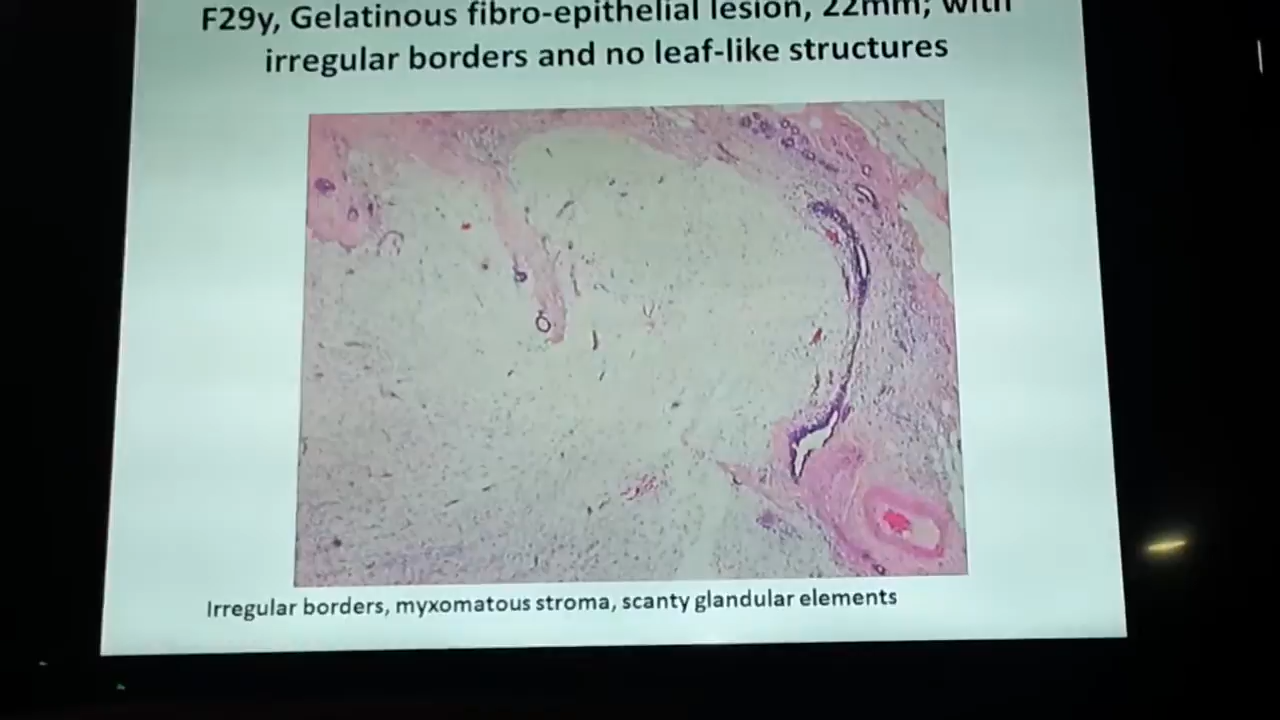 F29y, Gelatinous fibro-epithelial lesion, 22mm; with
irregular borders and no leaf-like structures
Irregular borders, myxomatous stroma, scanty glandular elements